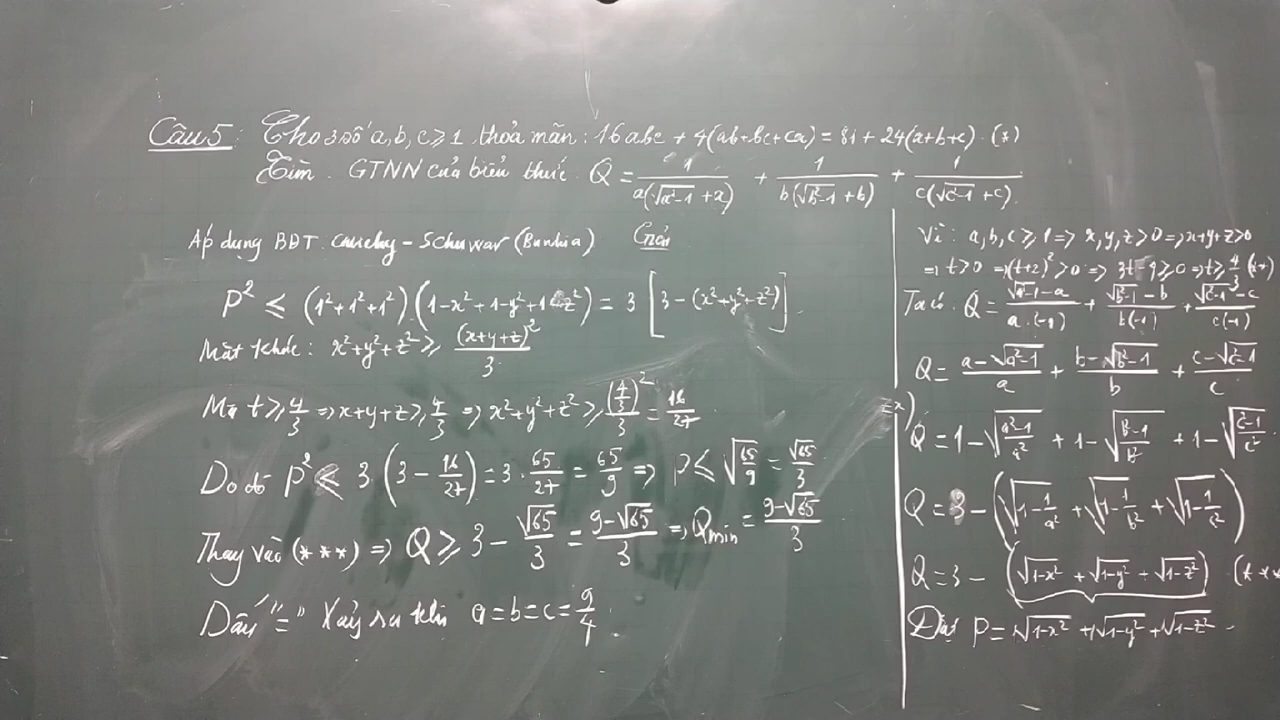 Câu 5: Cho 3 số a, b, c ≥ 1 thỏa mãn: 16abc + 4(ab+bc+ca) = 81 + 24(a+b+c). (*)
Tìm GTNN của biểu thức Q = 1/(a(√(a²-1) + a)) + 1/(b(√(b²-1) + b)) + 1/(c(√(c²-1) + c)).
Giải
Áp dụng BĐT. Cauchy - Schwar (Bunhia)
P² ≤ (1²+1²+1²)(1-x²+1-y²+1-z²) = 3[3-(x²+y²+z²)].
Mặt khác: x²+y²+z² ≥ (x+y+z)²/3.
Mà t ≥ 4/3 => x+y+z ≥ 4/3 => x²+y²+z² ≥ (4/3)²/3 = 16/27
Do đó P² ≤ 3(3 - 16/27) = 3 · 65/27 = 65/9 => P ≤ √(65/9) = √65/3
Thay vào (***) => Q ≥ 3 - √65/3 = (9-√65)/3 => Qmin = (9-√65)/3
Dấu "=" Xảy ra khi a = b = c = 9/4.
Vì: a, b, c ≥ 1 => x, y, z > 0 => x+y+z > 0
=> t > 0 => (t+2)² > 0 => 3t - 4 ≥ 0 => t ≥ 4/3 (**)
Ta có. Q = (√(a²-1) - a)/(a·(-1)) + (√(b²-1) - b)/(b(-1)) + (√(c²-1) - c)/(c(-1))
Q = (a - √(a²-1))/a + (b - √(b²-1))/b + (c - √(c²-1))/c
Q = 1 - √((a²-1)/a²) + 1 - √((b²-1)/b²) + 1 - √((c²-1)/c²)
Q = 3 - (√(1-1/a²) + √(1-1/b²) + √(1-1/c²))
Q = 3 - (√(1-x²) + √(1-y²) + √(1-z²)) (***
Đặt P = √(1-x²) + √(1-y²) + √(1-z²)